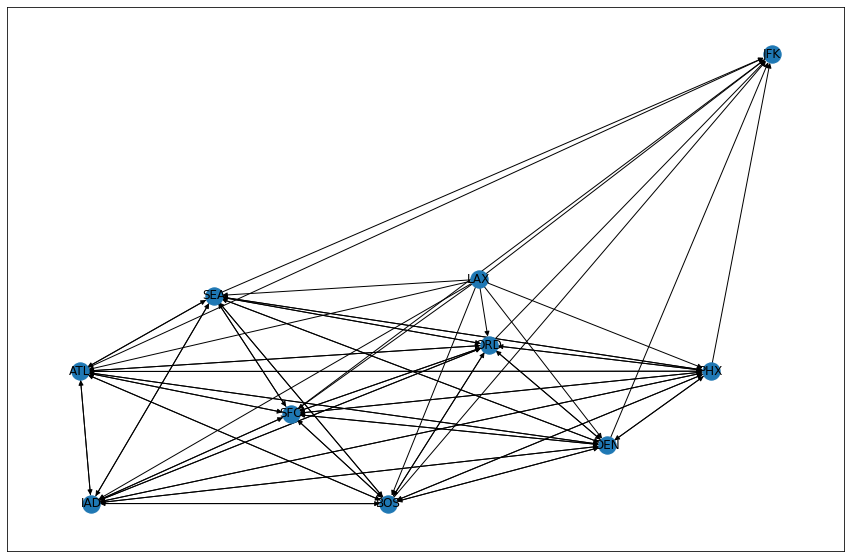 JFK
LAX
SEA
ORD
ATL
PHX
SFO
DEN
IAD
BOS